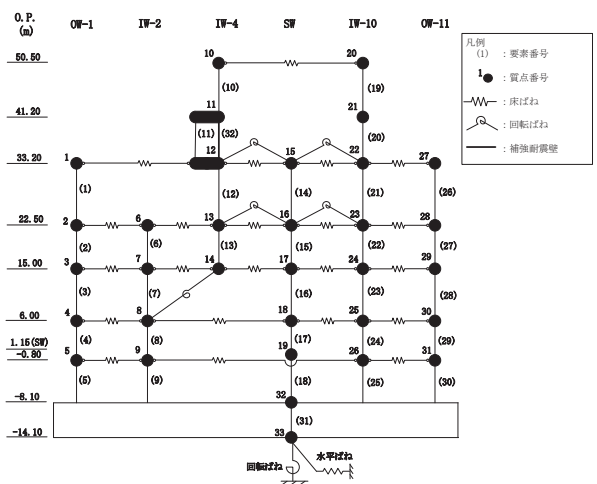 O.P.
(m)
OW-1 IW-2 IW-4 SW IW-10 OW-11
凡例
(1) : 要素番号
1 : 質点番号
: 床ばね
: 回転ばね
: 補強耐震壁
50.50 10 20
(10) (19)
41.20 11 21
(11) (32) (20)
33.20 1 12 15 22 27
(1) (12) (14) (21) (26)
22.50 2 6 13 16 23 28
(2) (6) (13) (15) (22) (27)
15.00 3 7 14 17 24 29
(3) (7) (16) (23) (28)
6.00 4 8 18 25 30
(4) (8) (17) (24) (29)
1.15(SW) 19
-0.80 5 9 26 31
(5) (9) (18) (25) (30)
-8.10 32
(31)
-14.10 33
回転ばね 水平ばね